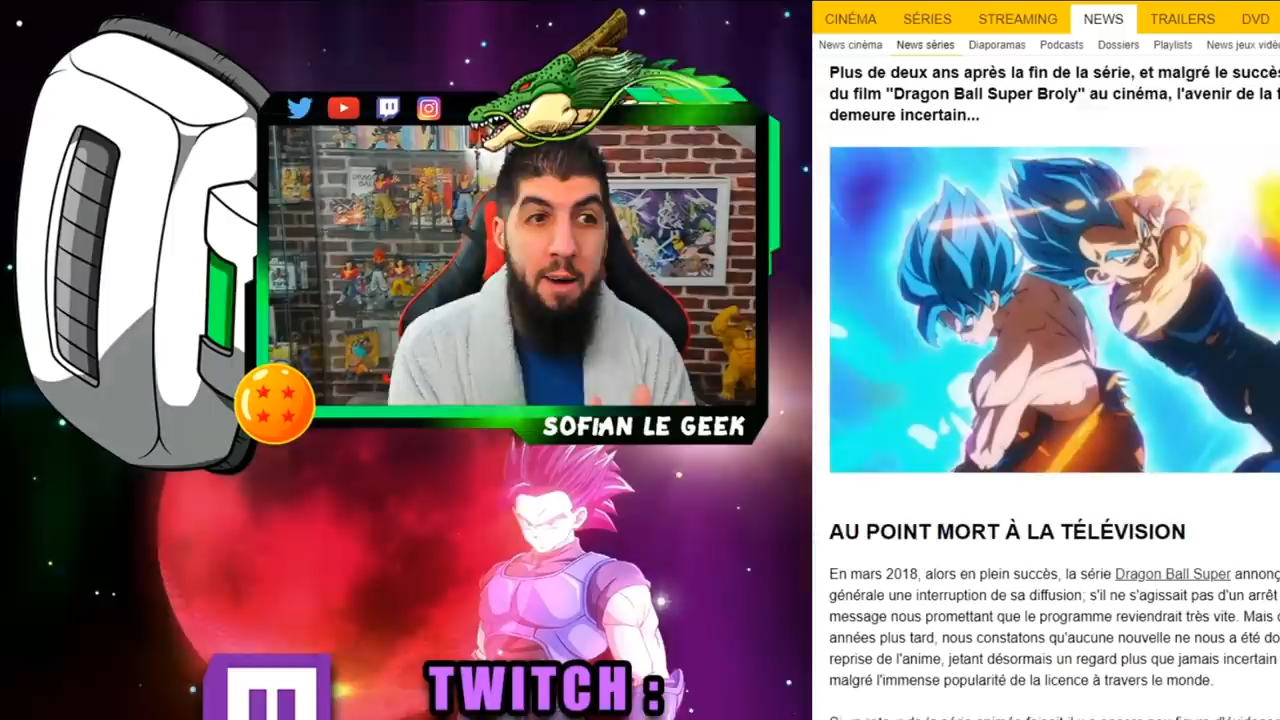 SOFIAN LE GEEK
TWITCH :
CINÉMA SÉRIES STREAMING NEWS TRAILERS DVD
News cinéma News séries Diaporamas Podcasts Dossiers Playlists News jeux
Plus de deux ans après la fin de la série, et malgré le succès
du film "Dragon Ball Super Broly" au cinéma, l'avenir de la
demeure incertain...
AU POINT MORT À LA TÉLÉVISION
En mars 2018, alors en plein succès, la série Dragon Ball Super
générale une interruption de sa diffusion; s'il ne s'agissait pas d'un arrêt
message nous promettant que le programme reviendrait très vite. Mais
années plus tard, nous constatons qu'aucune nouvelle ne nous a été
reprise de l'anime, jetant désormais un regard plus que jamais incertain
malgré l'immense popularité de la licence à travers le monde.